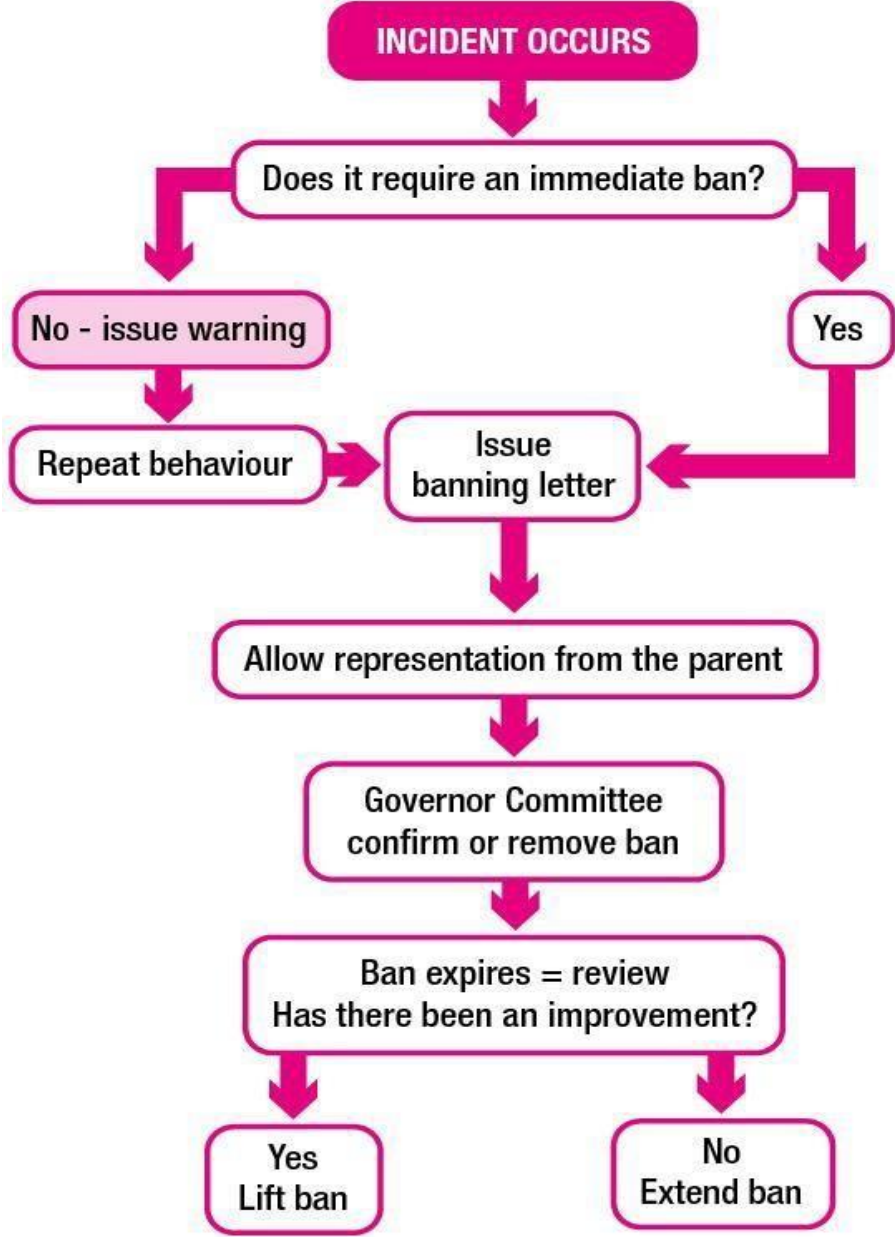 INCIDENT OCCURS
Does it require an immediate ban?
No - issue warning
Yes
Repeat behaviour
Issue
banning letter
Allow representation from the parent
Governor Committee
confirm or remove ban
Ban expires = review
Has there been an improvement?
Yes
Lift ban
No
Extend ban